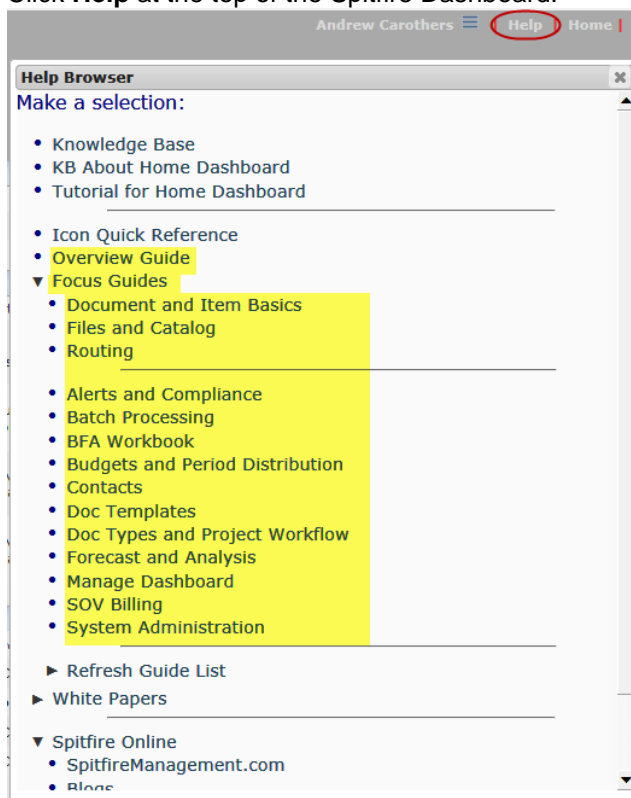 Click Help at the top of the Spitfire Dashboard.
Andrew Carothers Help | Home |
Help Browser
Make a selection:
• Knowledge Base
• KB About Home Dashboard
• Tutorial for Home Dashboard
• Icon Quick Reference
• Overview Guide
▼ Focus Guides
• Document and Item Basics
• Files and Catalog
• Routing
• Alerts and Compliance
• Batch Processing
• BFA Workbook
• Budgets and Period Distribution
• Contacts
• Doc Templates
• Doc Types and Project Workflow
• Forecast and Analysis
• Manage Dashboard
• SOV Billing
• System Administration
► Refresh Guide List
► White Papers
▼ Spitfire Online
• SpitfireManagement.com
• Blogs